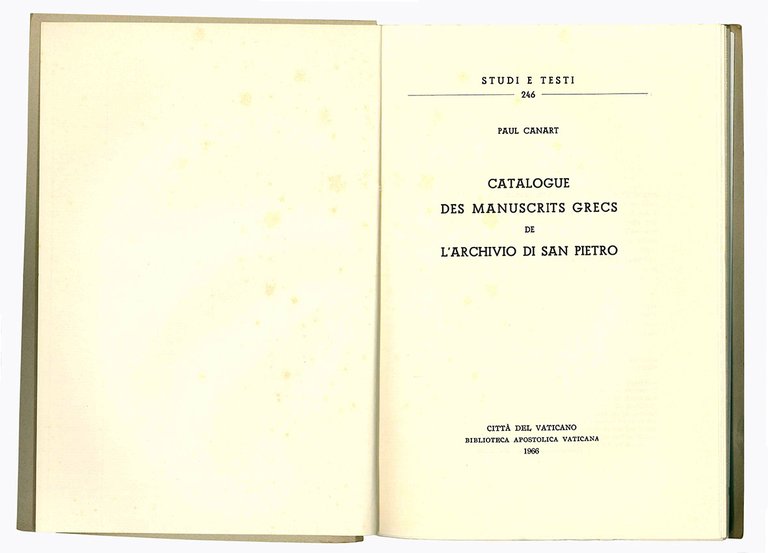 STUDI E TESTI
246
PAUL CANART
CATALOGUE
DES MANUSCRITS GRECS
DE
L'ARCHIVIO DI SAN PIETRO
CITTÀ DEL VATICANO
BIBLIOTECA APOSTOLICA VATICANA
1966